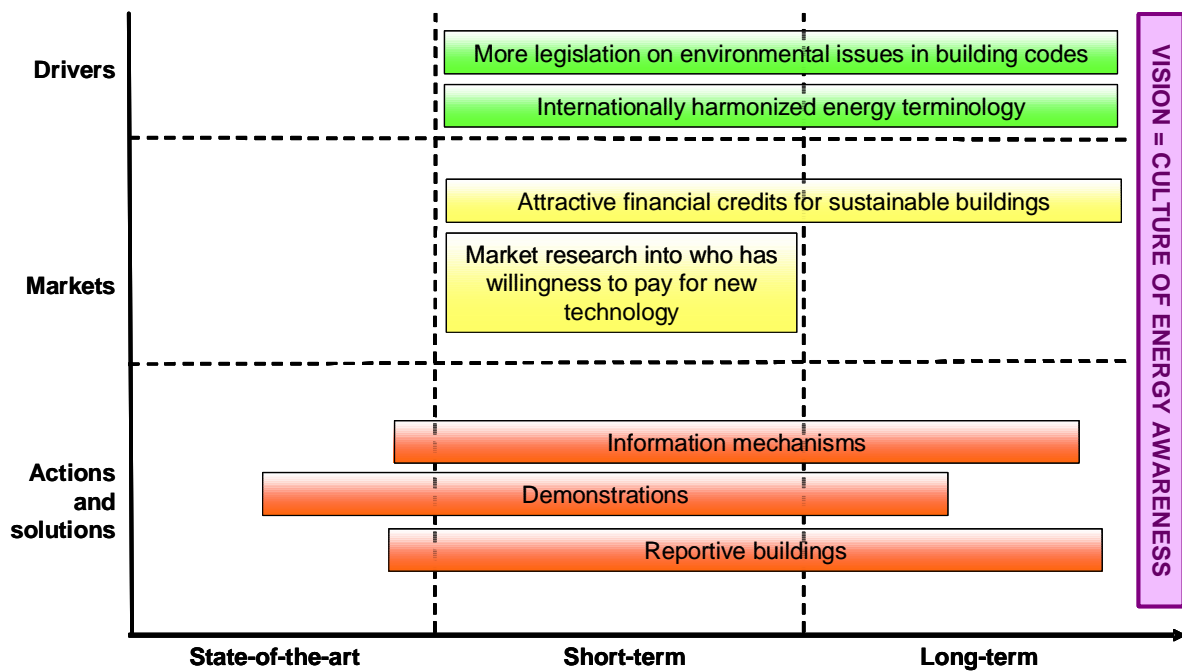 Drivers
More legislation on environmental issues in building codes
Internationally harmonized energy terminology
Markets
Attractive financial credits for sustainable buildings
Market research into who has
willingness to pay for new
technology
Actions
and
solutions
Information mechanisms
Demonstrations
Reportive buildings
State-of-the-art
Short-term
Long-term
VISION = CULTURE OF ENERGY AWARENESS